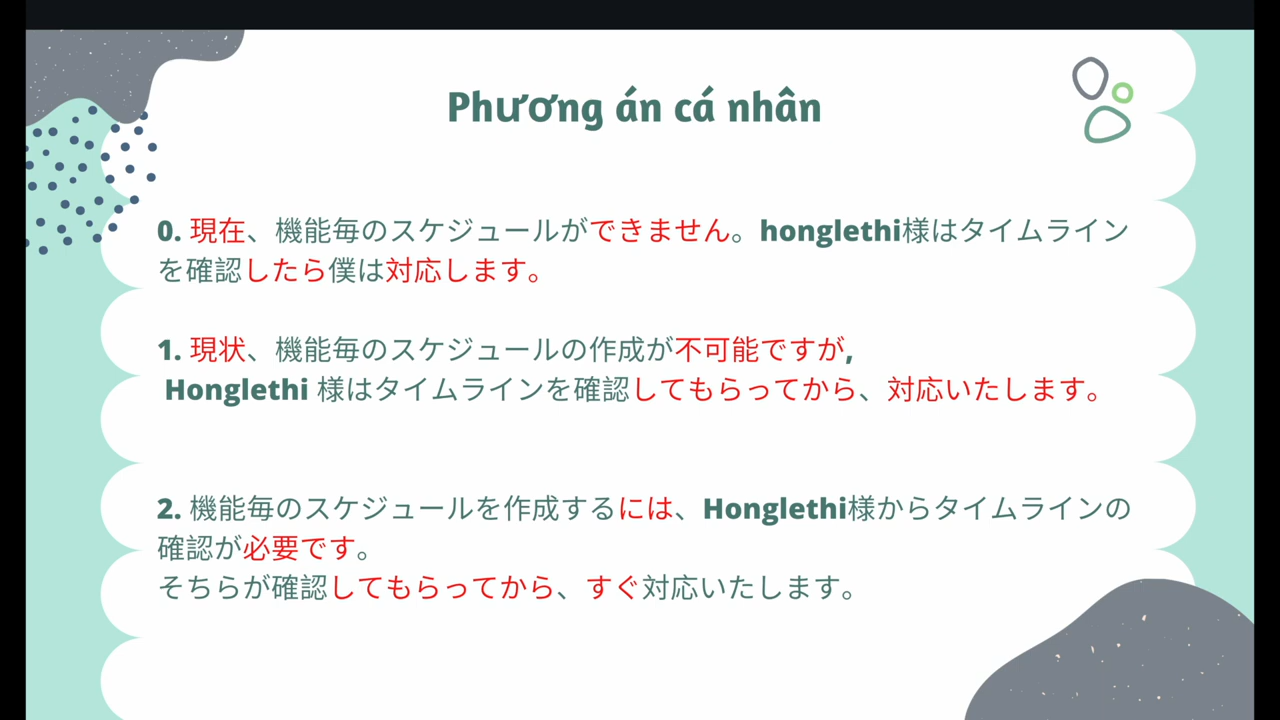 Phương án cá nhân
0. 現在、機能毎のスケジュールができません。honglethi様はタイムライン
を確認したら僕は対応します。
1. 現状、機能毎のスケジュールの作成が不可能ですが,
Honglethi 様はタイムラインを確認してもらってから、対応いたします。
2. 機能毎のスケジュールを作成するには、Honglethi様からタイムラインの
確認が必要です。
そちらが確認してもらってから、すぐ対応いたします。